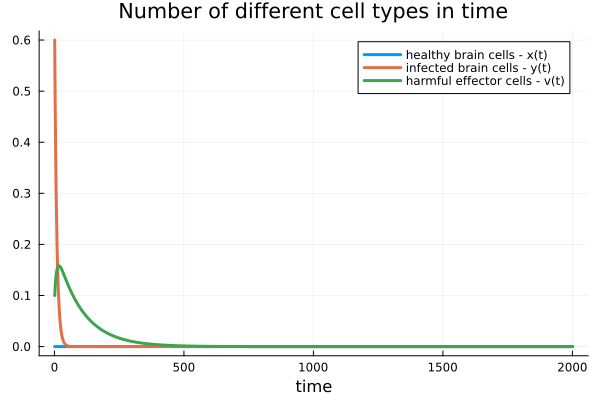 Number of different cell types in time
healthy brain cells - x(t)
infected brain cells - y(t)
harmful effector cells - v(t)
0.6
0.5
0.4
0.3
0.2
0.1
0.0
0 500 1000 1500 2000
time